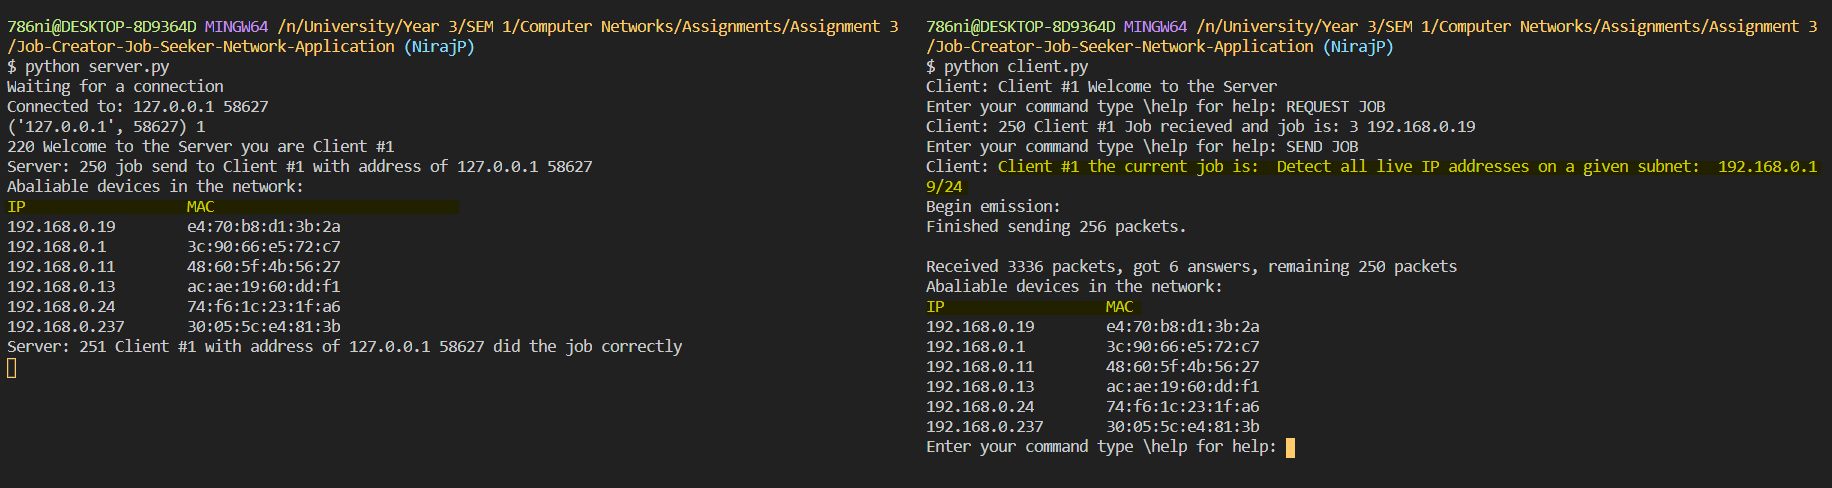 786ni@DESKTOP-8D9364D MINGW64 /n/University/Year 3/SEM 1/Computer Networks/Assignments/Assignment 3
/Job-Creator-Job-Seeker-Network-Application (NirajP)
$ python server.py
Waiting for a connection
Connected to: 127.0.0.1 58627
('127.0.0.1', 58627) 1
220 Welcome to the Server you are Client #1
Server: 250 job send to Client #1 with address of 127.0.0.1 58627
Abaliable devices in the network:
IP MAC
192.168.0.19 e4:70:b8:d1:3b:2a
192.168.0.1 3c:90:66:e5:72:c7
192.168.0.11 48:60:5f:4b:56:27
192.168.0.13 ac:ae:19:60:dd:f1
192.168.0.24 74:f6:1c:23:1f:a6
192.168.0.237 30:05:5c:e4:81:3b
Server: 251 Client #1 with address of 127.0.0.1 58627 did the job correctly
786ni@DESKTOP-8D9364D MINGW64 /n/University/Year 3/SEM 1/Computer Networks/Assignments/Assignment 3
/Job-Creator-Job-Seeker-Network-Application (NirajP)
$ python client.py
Client: Client #1 Welcome to the Server
Enter your command type \help for help: REQUEST JOB
Client: 250 Client #1 Job recieved and job is: 3 192.168.0.19
Enter your command type \help for help: SEND JOB
Client: Client #1 the current job is:  Detect all live IP addresses on a given subnet:  192.168.0.1
9/24
Begin emission:
Finished sending 256 packets.
Received 3336 packets, got 6 answers, remaining 250 packets
Abaliable devices in the network:
IP MAC
192.168.0.19 e4:70:b8:d1:3b:2a
192.168.0.1 3c:90:66:e5:72:c7
192.168.0.11 48:60:5f:4b:56:27
192.168.0.13 ac:ae:19:60:dd:f1
192.168.0.24 74:f6:1c:23:1f:a6
192.168.0.237 30:05:5c:e4:81:3b
Enter your command type \help for help: